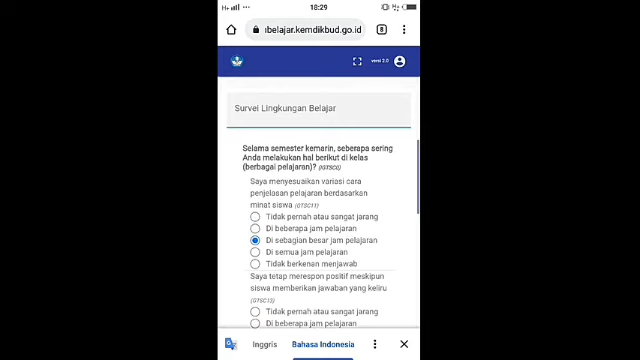 18:29
ıbelajar.kemdikbud.go.id
8
versi 2.0
Survei Lingkungan Belajar
Selama semester kemarin, seberapa sering
Anda melakukan hal berikut di kelas
(berbagai pelajaran)? (GTSC0)
Saya menyesuaikan variasi cara
penjelasan pelajaran berdasarkan
minat siswa (GTSC11)
Tidak pernah atau sangat jarang
Di beberapa jam pelajaran
Di sebagian besar jam pelajaran
Di semua jam pelajaran
Tidak berkenan menjawab
Saya tetap merespon positif meskipun
siswa memberikan jawaban yang keliru
(GTSC13)
Tidak pernah atau sangat jarang
Di beberapa jam pelajaran
Inggris
Bahasa Indonesia